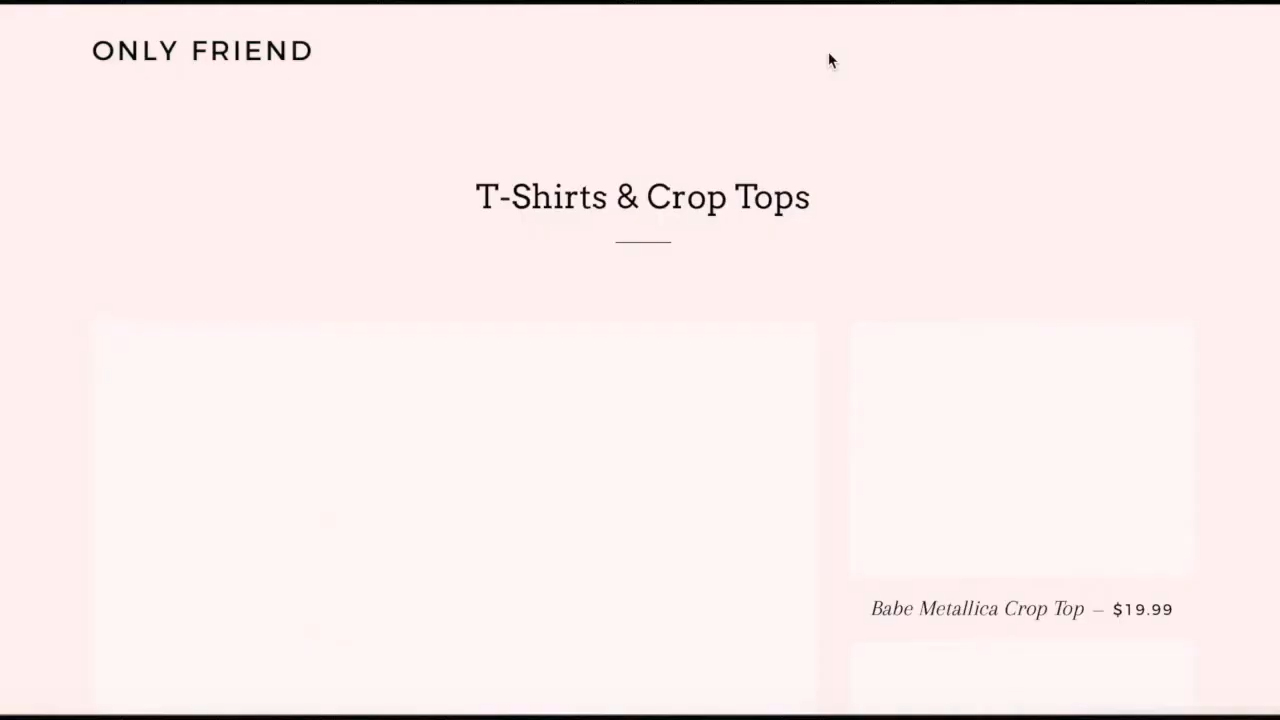 ONLY FRIEND
T-Shirts & Crop Tops
Babe Metallica Crop Top — $19.99